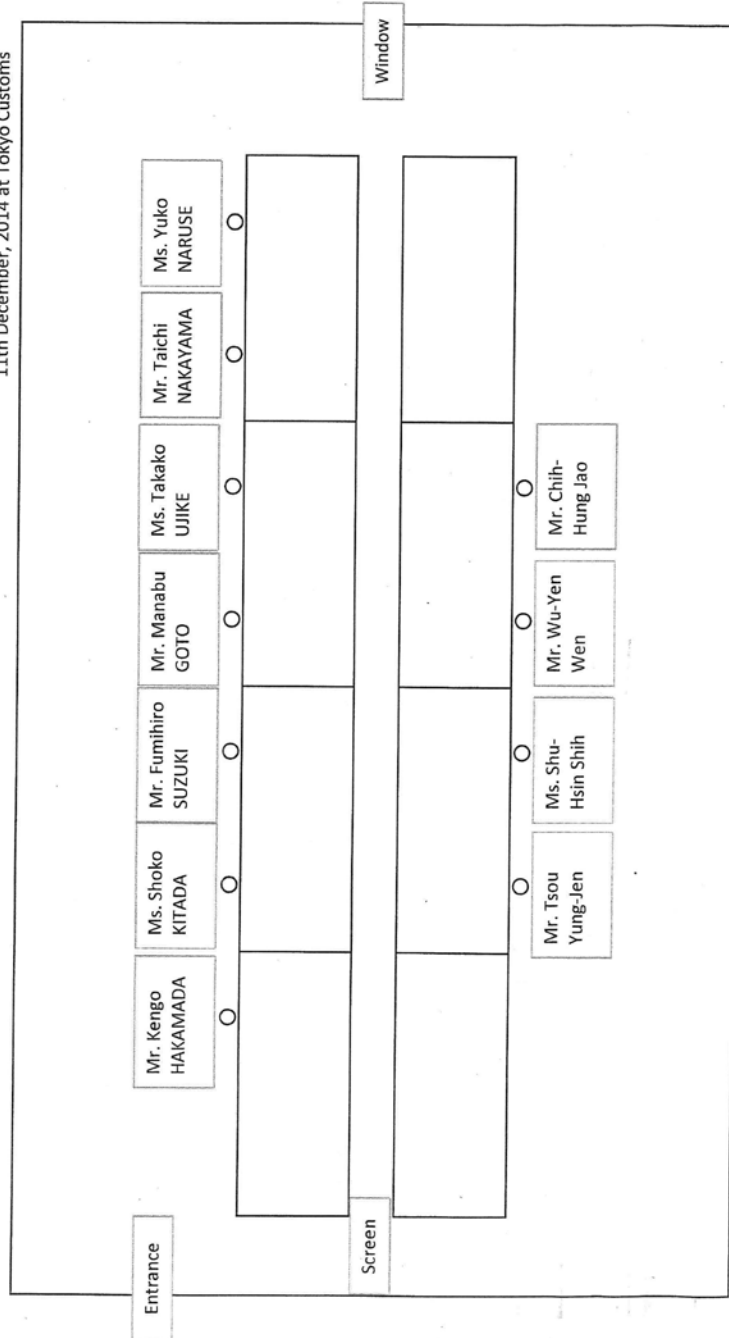 11th December, 2014 at Tokyo Customs
Entrance
Mr. Kengo
HAKAMADA
Ms. Shoko
KITADA
Mr. Fumihiro
SUZUKI
Mr. Manabu
GOTO
Ms. Takako
UJIKE
Mr. Taichi
NAKAYAMA
Ms. Yuko
NARUSE
Screen
Window
Mr. Tsou
Yung-Jen
Ms. Shu-
Hsin Shih
Mr. Wu-Yen
Wen
Mr. Chih-
Hung Jao